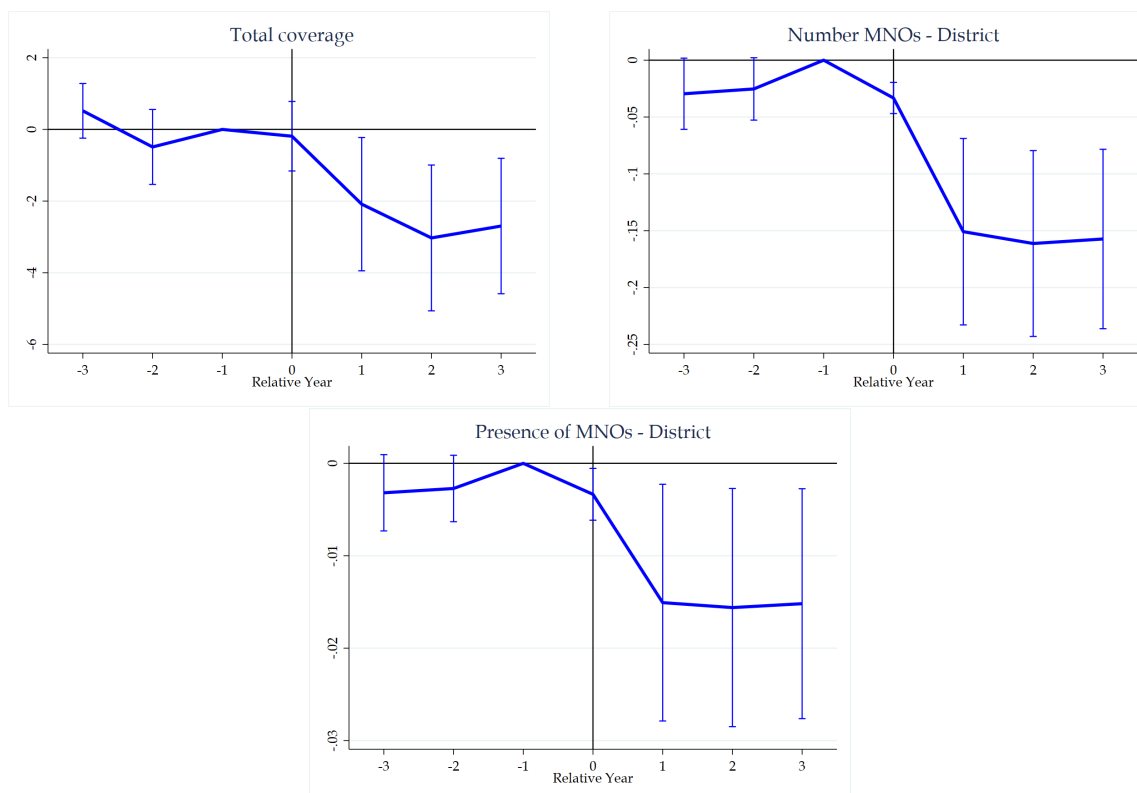 Total coverage
2
0
-2
-4
-6
-3 -2 -1 0 1 2 3
Relative Year
Number MNOs - District
0
-.05
-.1
-.15
-.2
-.25
-3 -2 -1 0 1 2 3
Relative Year
Presence of MNOs - District
0
-.01
-.02
-.03
-3 -2 -1 0 1 2 3
Relative Year